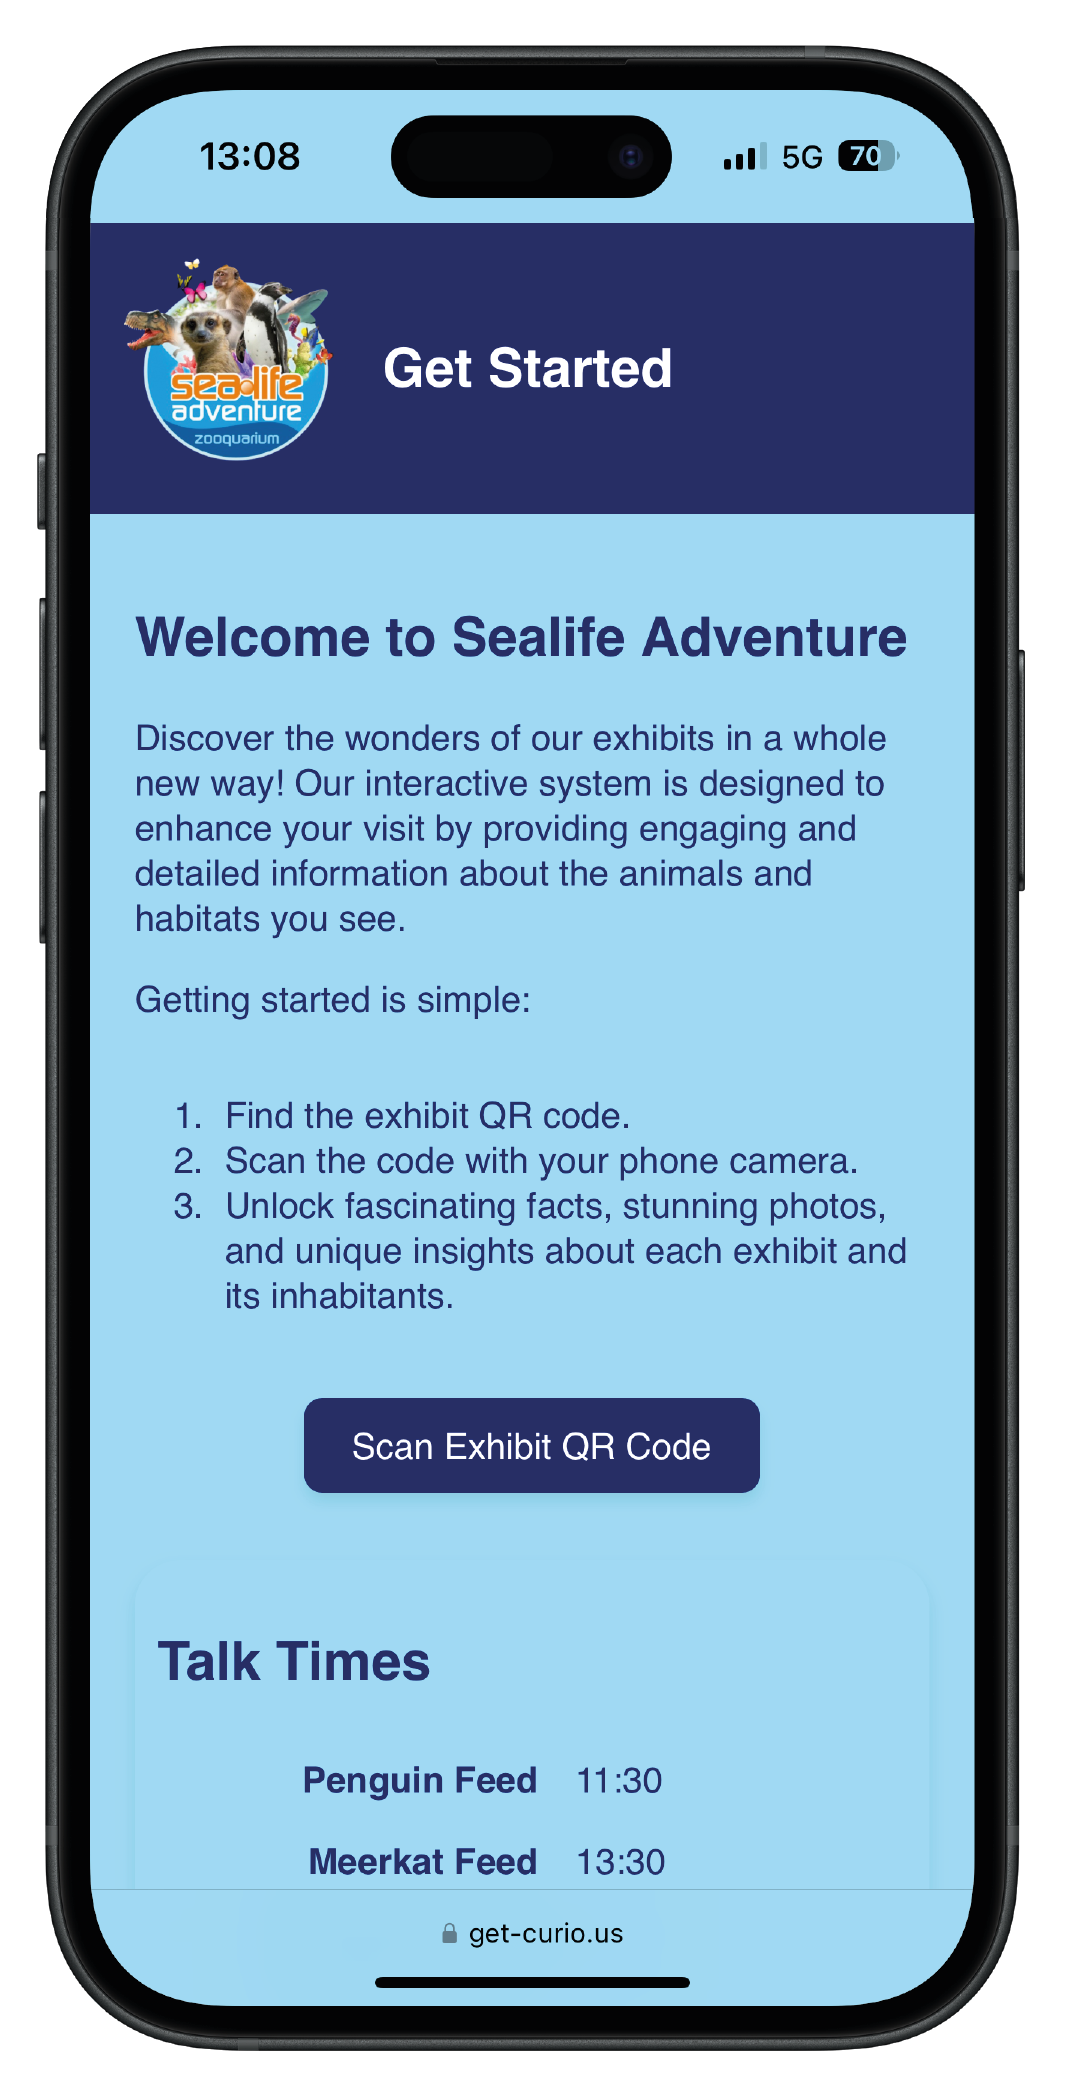 13:08
5G
70
sea life
adventure
zooquarium
Get Started
Welcome to Sealife Adventure
Discover the wonders of our exhibits in a whole
new way! Our interactive system is designed to
enhance your visit by providing engaging and
detailed information about the animals and
habitats you see.
Getting started is simple:
1. Find the exhibit QR code.
2. Scan the code with your phone camera.
3. Unlock fascinating facts, stunning photos,
and unique insights about each exhibit and
its inhabitants.
Scan Exhibit QR Code
Talk Times
Penguin Feed 11:30
Meerkat Feed 13:30
get-curio.us